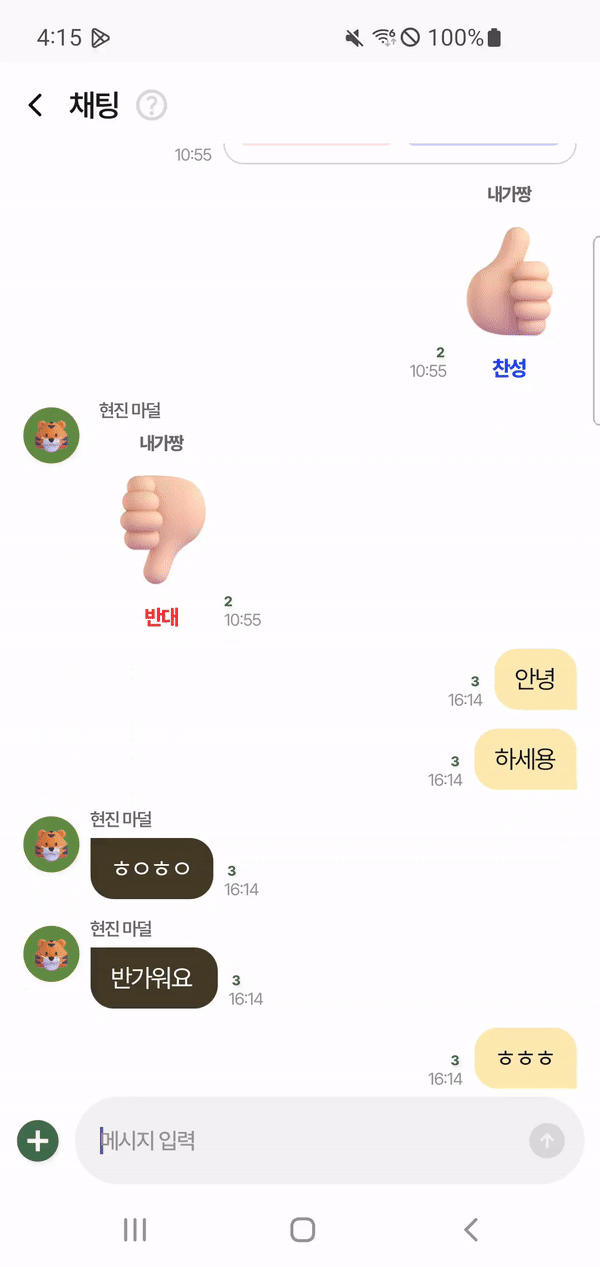 4:15
6
100%
채팅 ?
10:55
내가짱
2
10:55
찬성
현진 마덜
내가짱
반대
2
10:55
안녕
3
16:14
하세용
3
16:14
현진 마덜
ㅎㅇㅎㅇ
3
16:14
현진 마덜
반가워요
3
16:14
ㅎㅎㅎ
3
16:14
메시지 입력